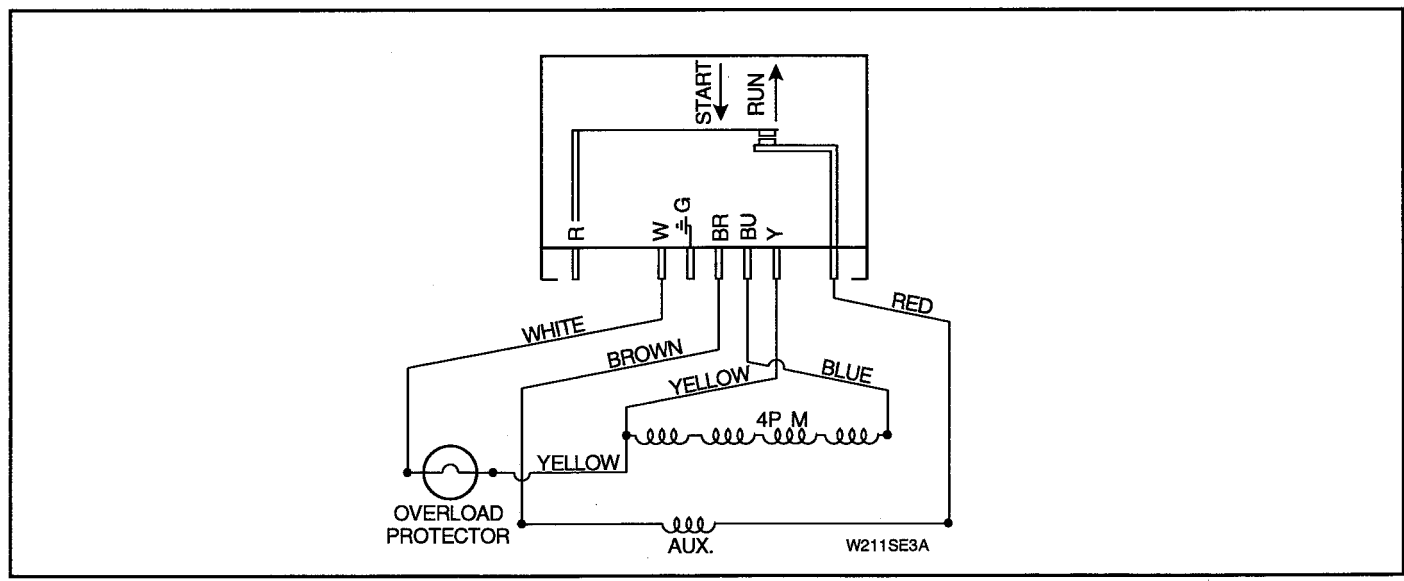 START
RUN
R
W
G
BR
BU
Y
RED
WHITE
BROWN
YELLOW
BLUE
4P M
YELLOW
OVERLOAD
PROTECTOR
AUX.
W211SE3A